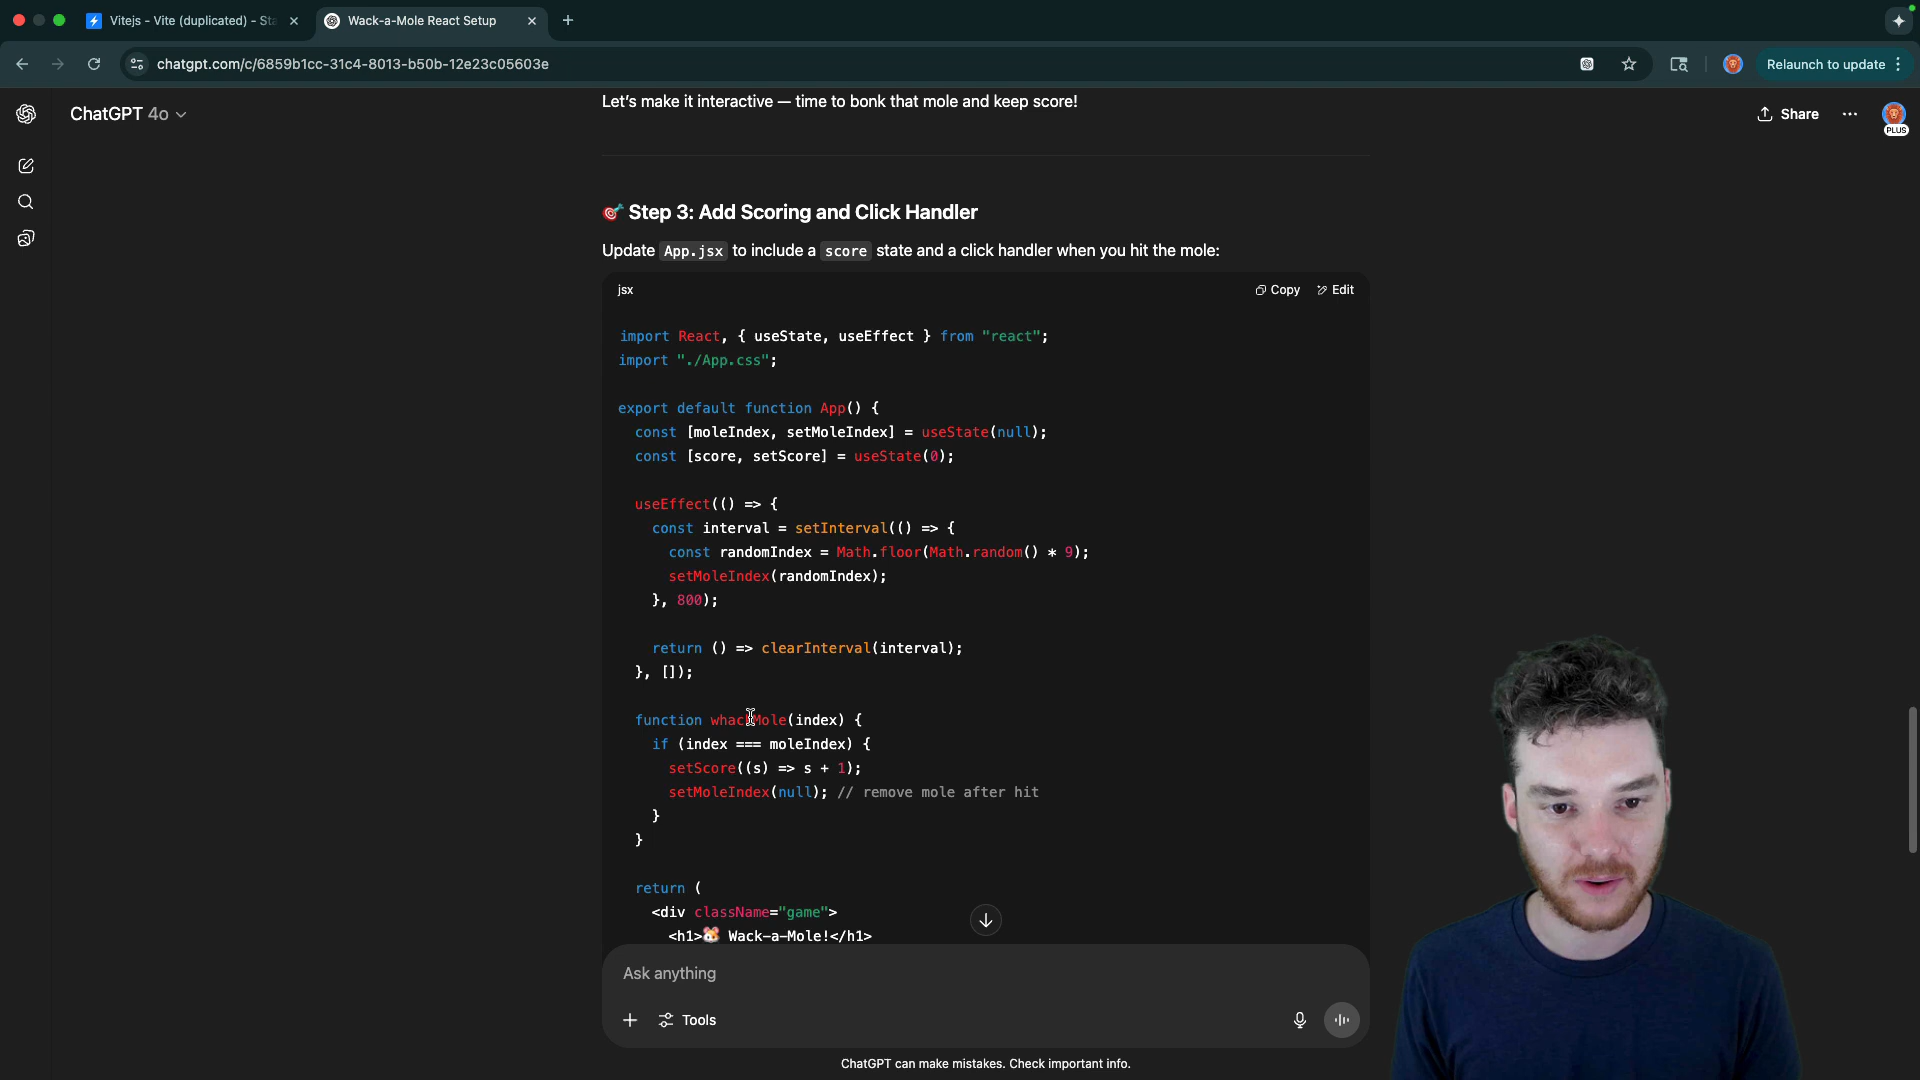 Vitejs - Vite (duplicated) - Sta
Wack-a-Mole React Setup
chatgpt.com/c/6859b1cc-31c4-8013-b50b-12e23c05603e
Relaunch to update
ChatGPT 4o
Share
PLUS
Let's make it interactive — time to bonk that mole and keep score!
🎯 Step 3: Add Scoring and Click Handler
Update App.jsx to include a score state and a click handler when you hit the mole:
jsx
Copy
Edit
import React, { useState, useEffect } from "react";
import "./App.css";
export default function App() {
const [moleIndex, setMoleIndex] = useState(null);
const [score, setScore] = useState(0);
useEffect(() => {
const interval = setInterval(() => {
const randomIndex = Math.floor(Math.random() * 9);
setMoleIndex(randomIndex);
}, 800);
return () => clearInterval(interval);
}, []);
function whackMole(index) {
if (index === moleIndex) {
setScore((s) => s + 1);
setMoleIndex(null); // remove mole after hit
}
}
return (
<div className="game">
<h1>🐹 Wack-a-Mole!</h1>
Ask anything
Tools
ChatGPT can make mistakes. Check important info.